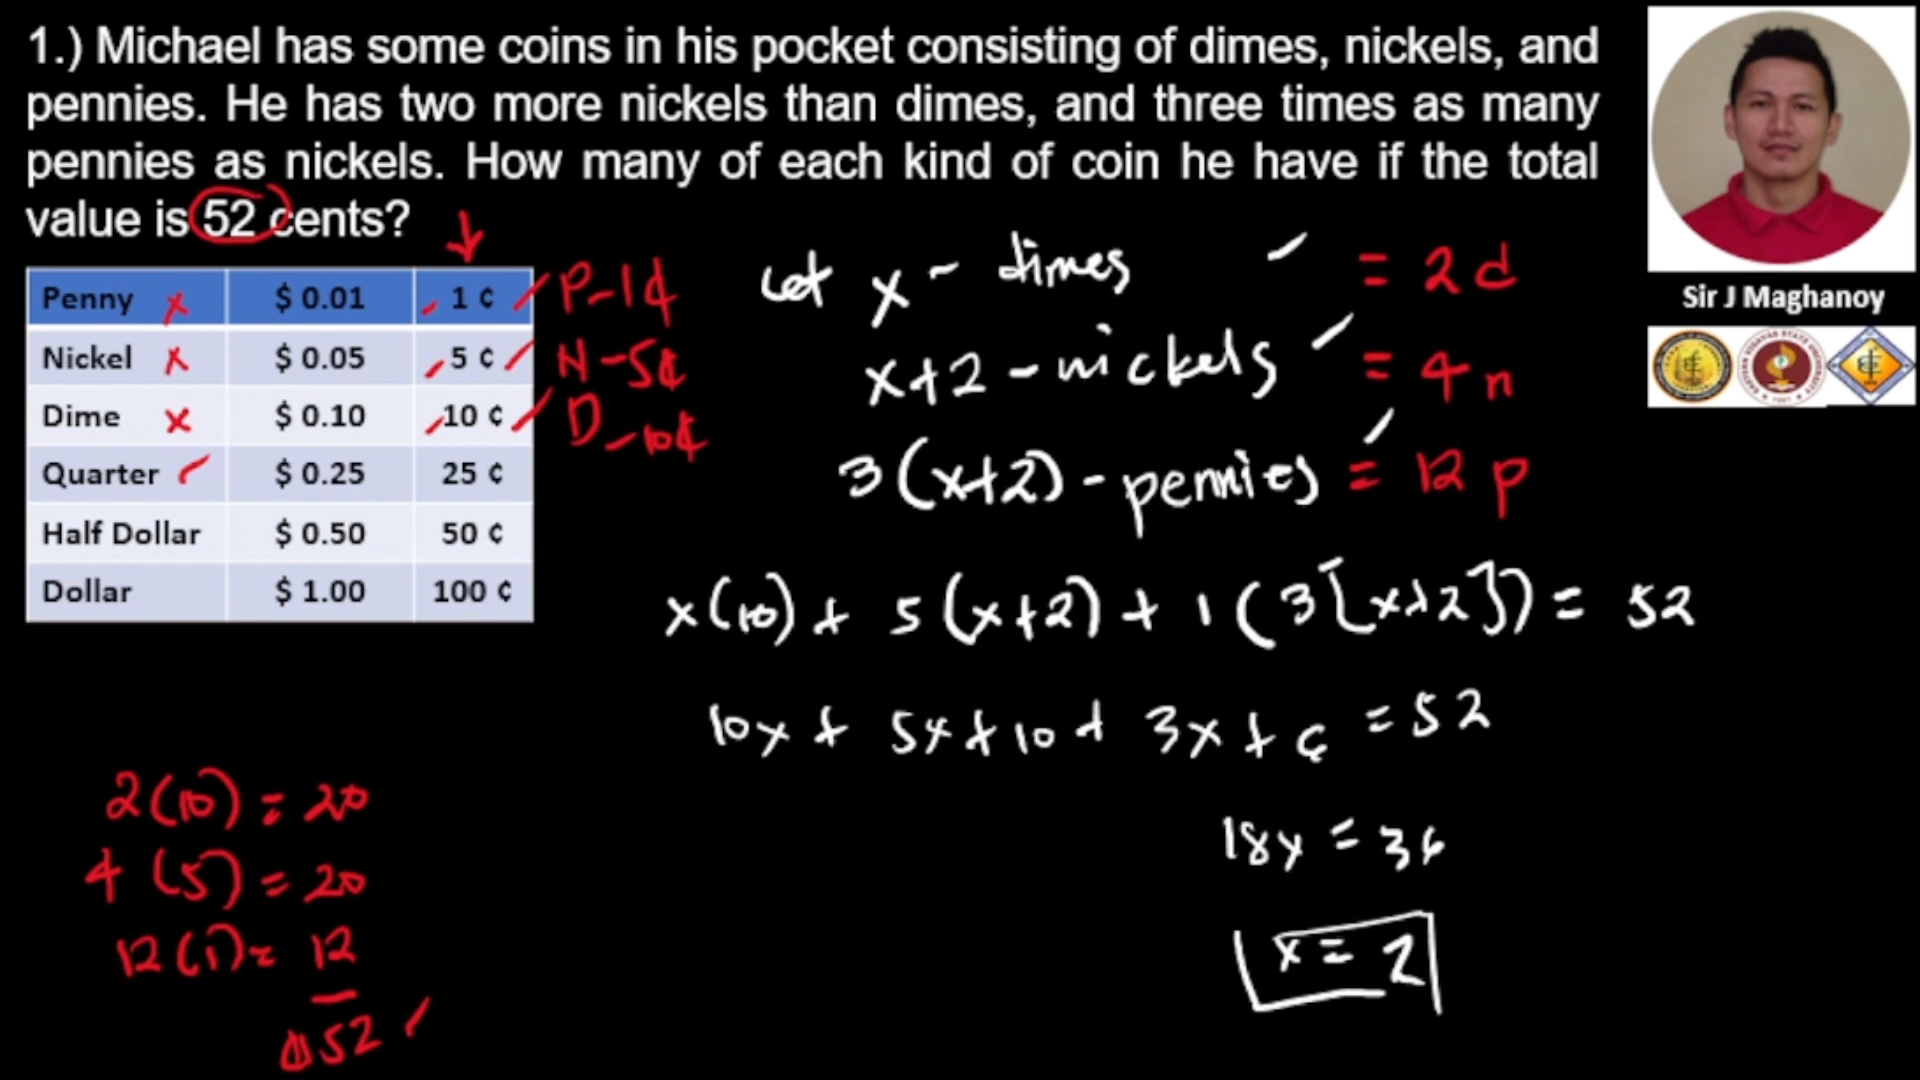 1.) Michael has some coins in his pocket consisting of dimes, nickels, and
pennies. He has two more nickels than dimes, and three times as many
pennies as nickels. How many of each kind of coin he have if the total
value is 52 cents?
Sir J Maghanoy
Penny x $ 0.01 1 ¢ P-1¢
Nickel x $ 0.05 5 ¢ N-5¢
Dime x $ 0.10 10 ¢ D-10¢
Quarter $ 0.25 25 ¢
Half Dollar $ 0.50 50 ¢
Dollar $ 1.00 100 ¢
let x - dimes = 2d
x+2 - nickels = 4n
3(x+2) - pennies = 12p
x(10) + 5(x+2) + 1(3[x+2]) = 52
10x + 5x + 10 + 3x + 6 = 52
18x = 36
x = 2
2(10) = 20
4(5) = 20
12(1) = 12
52